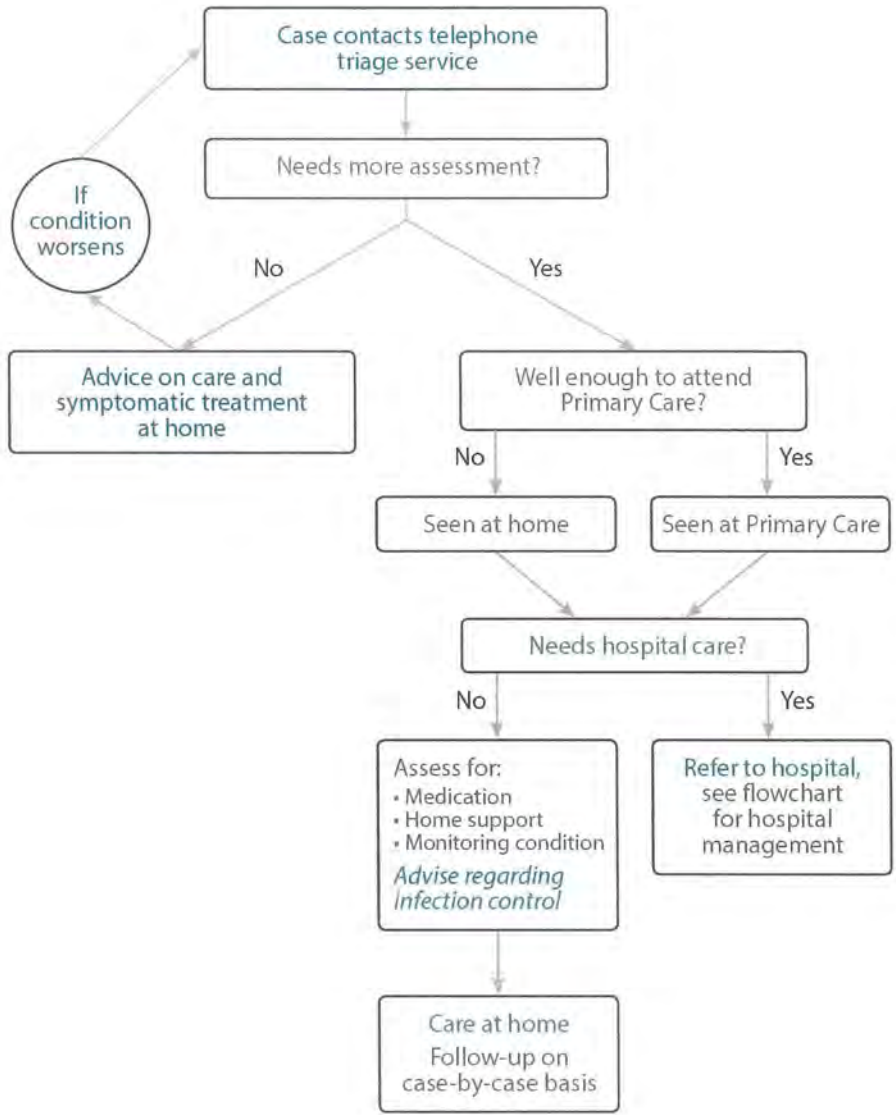 Case contacts telephone
triage service
Needs more assessment?
If
condition
worsens
No
Yes
Advice on care and
symptomatic treatment
at home
Well enough to attend
Primary Care?
No
Yes
Seen at home
Seen at Primary Care
Needs hospital care?
No
Yes
Assess for:
• Medication
• Home support
• Monitoring condition
Advise regarding
Infection control
Refer to hospital,
see flowchart
for hospital
management
Care at home
Follow-up on
case-by-case basis